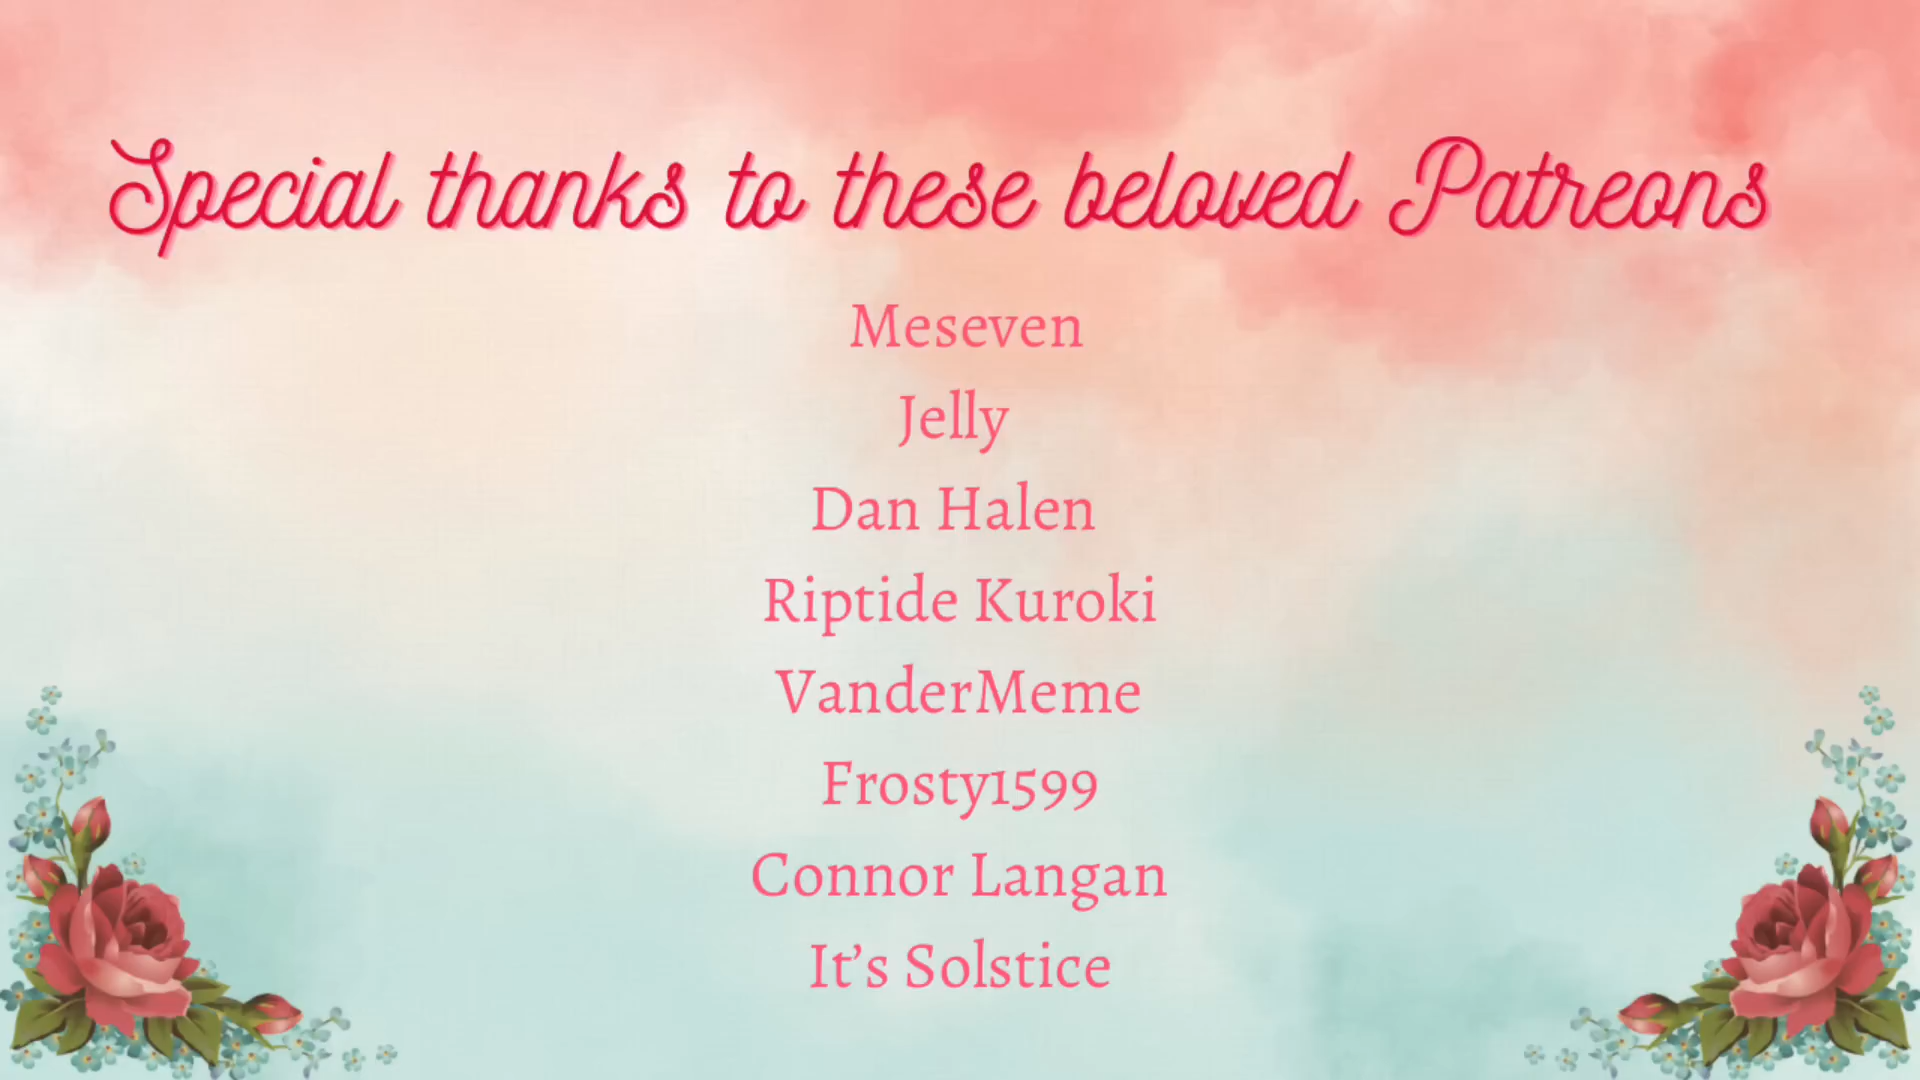 Special thanks to these beloved Patreons
Meseven
Jelly
Dan Halen
Riptide Kuroki
VanderMeme
Frosty1599
Connor Langan
It’s Solstice